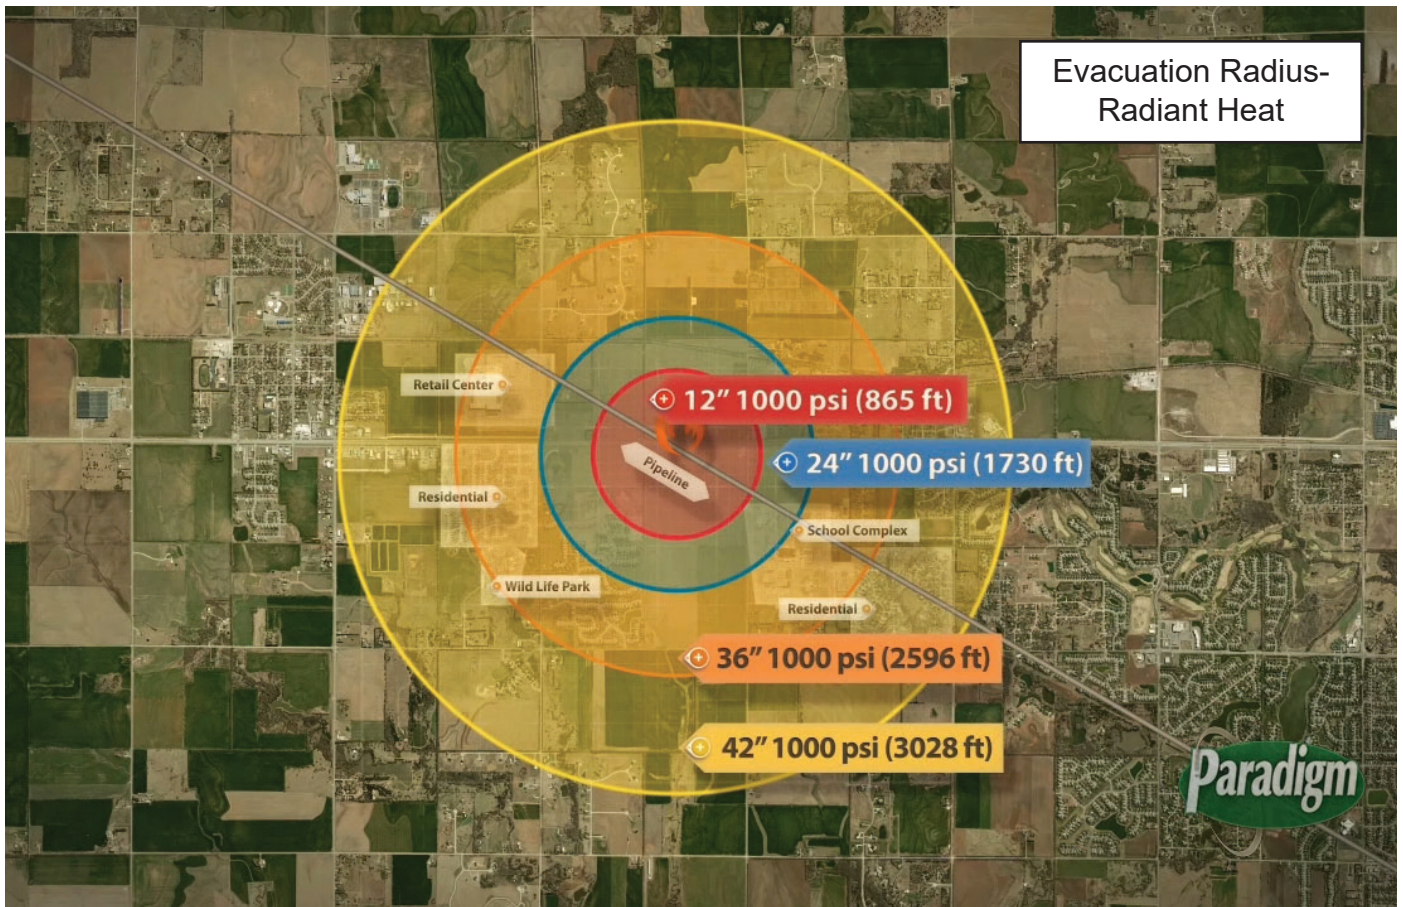 Evacuation Radius-
Radiant Heat
Retail Center
12” 1000 psi (865 ft)
24” 1000 psi (1730 ft)
Pipeline
Residential
School Complex
Wild Life Park
Residential
36” 1000 psi (2596 ft)
42” 1000 psi (3028 ft)
Paradigm